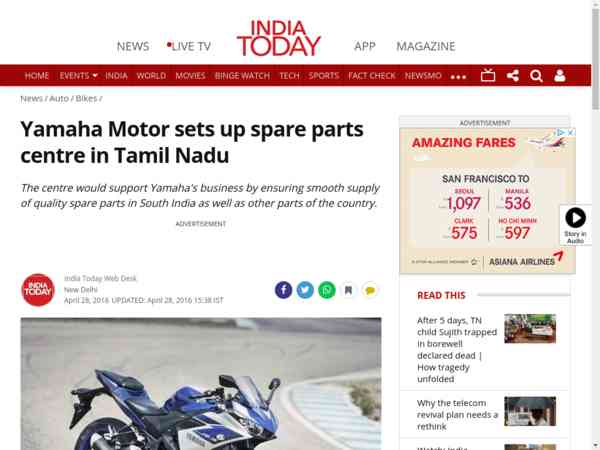 INDIA
TODAY
NEWS
LIVE TV
APP
MAGAZINE
HOME EVENTS INDIA WORLD MOVIES BINGE WATCH TECH SPORTS FACT CHECK NEWSMO
News / Auto / Bikes /
Yamaha Motor sets up spare parts
centre in Tamil Nadu
The centre would support Yamaha's business by ensuring smooth supply
of quality spare parts in South India as well as other parts of the country.
ADVERTISEMENT
INDIA
TODAY
India Today Web Desk
New Delhi
April 28, 2016 UPDATED: April 28, 2016 15:38 IST
YAMAHA
ADVERTISEMENT
AMAZING FARES
SAN FRANCISCO TO
SEOUL
1,097
MANILA
536
CLARK
575
HO CHI MINH
597
A STAR ALLIANCE MEMBER
ASIANA AIRLINES
Story in
Audio
READ THIS
After 5 days, TN
child Sujith trapped
in borewell
declared dead |
How tragedy
unfolded
Why the telecom
revival plan needs a
rethink